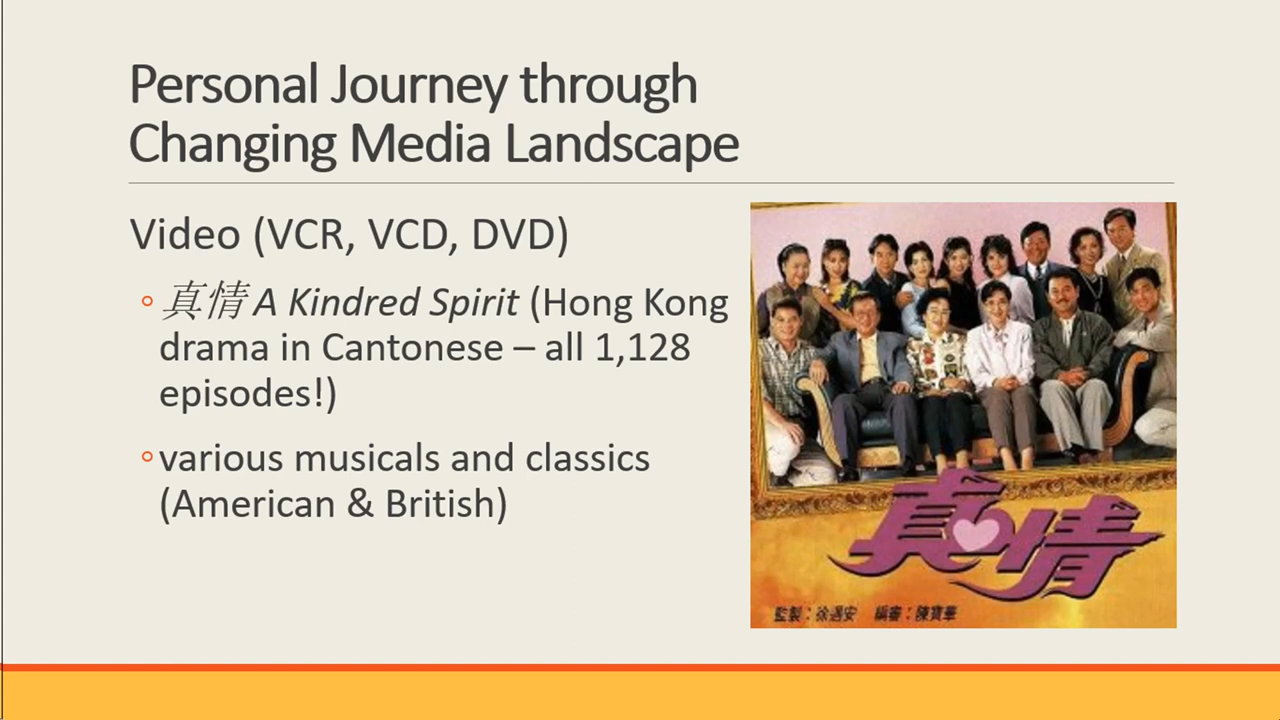 Personal Journey through
Changing Media Landscape
Video (VCR, VCD, DVD)
真情 A Kindred Spirit (Hong Kong
drama in Cantonese – all 1,128
episodes!)
various musicals and classics
(American & British)
真情
監製：徐遇安 編審：陳寶華